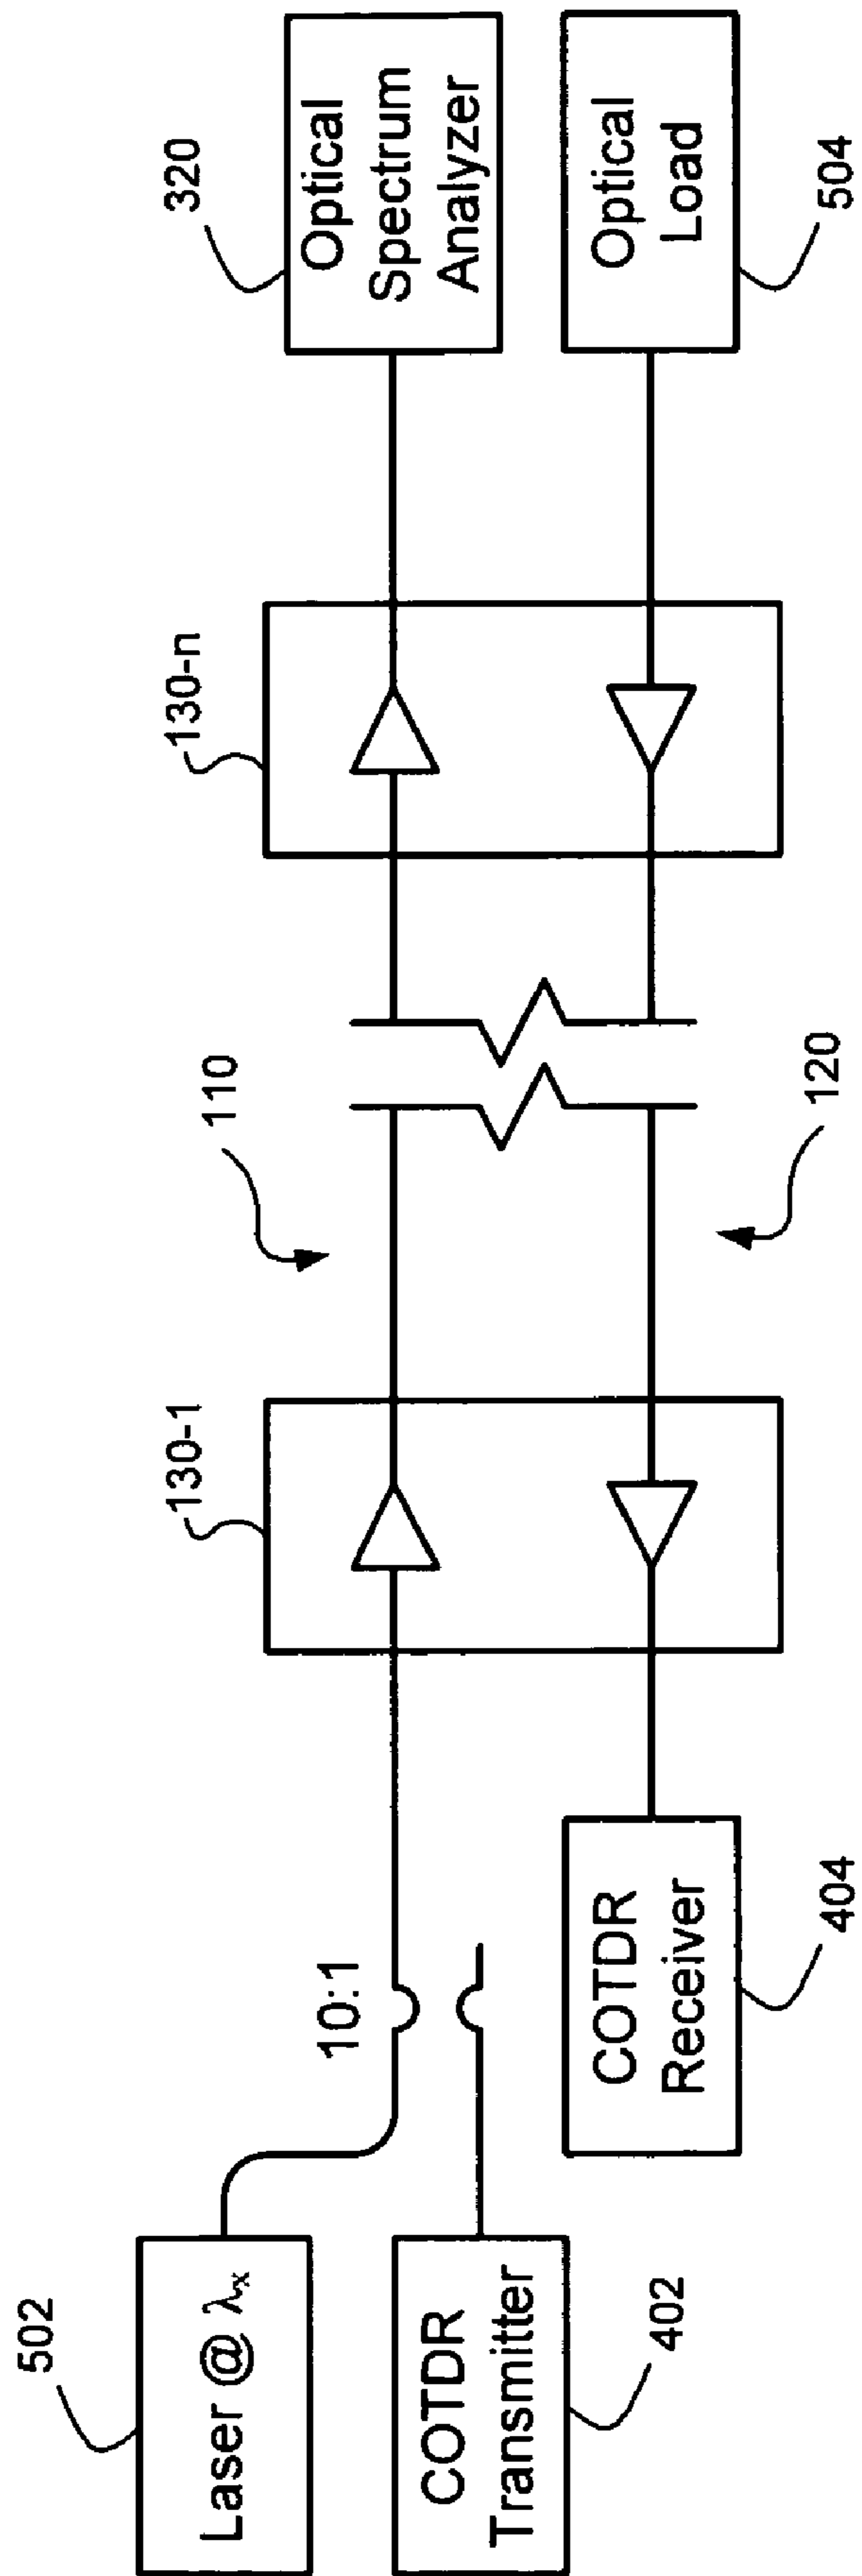 502
Laser @ λx
COTDR
Transmitter
402
10:1
COTDR
Receiver
404
130-1
110
120
130-n
320
Optical
Spectrum
Analyzer
Optical
Load
504